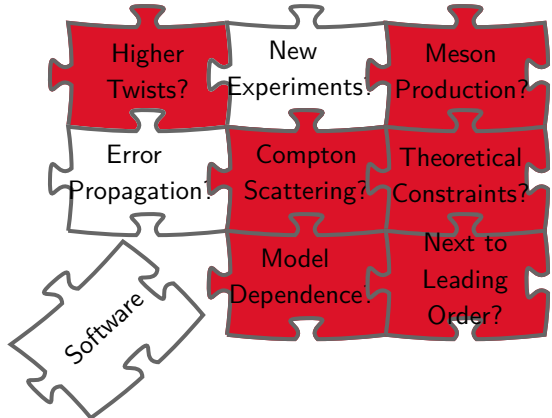 Higher
Twists?
New
Experiments?
Meson
Production?
Error
Propagation?
Compton
Scattering?
Theoretical
Constraints?
Software
Model
Dependence?
Next to
Leading
Order?